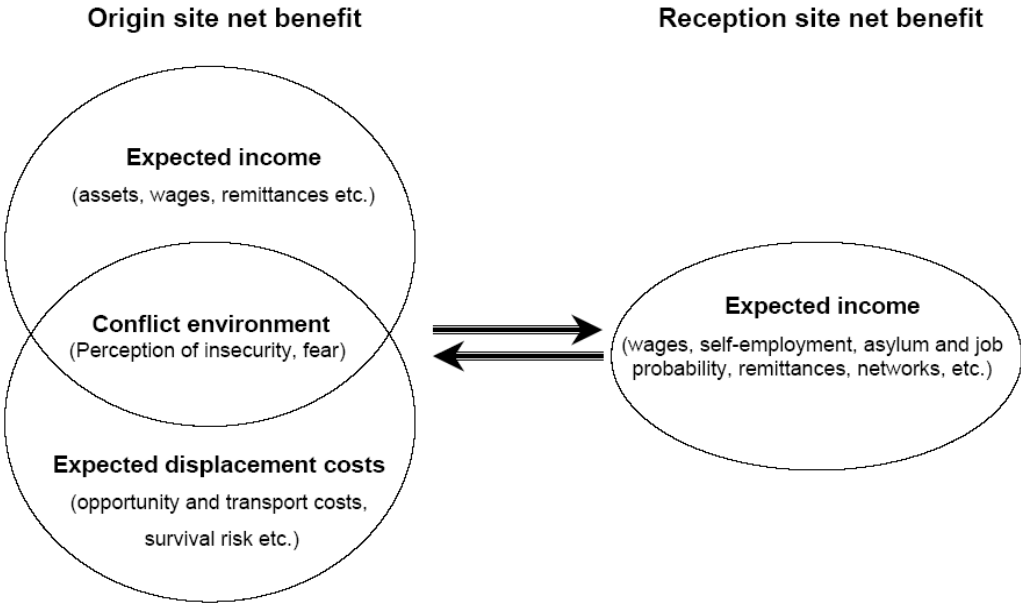 Origin site net benefit
Reception site net benefit
Expected income
(assets, wages, remittances etc.)
Conflict environment
(Perception of insecurity, fear)
Expected displacement costs
(opportunity and transport costs,
survival risk etc.)
Expected income
(wages, self-employment, asylum and job
probability, remittances, networks, etc.)